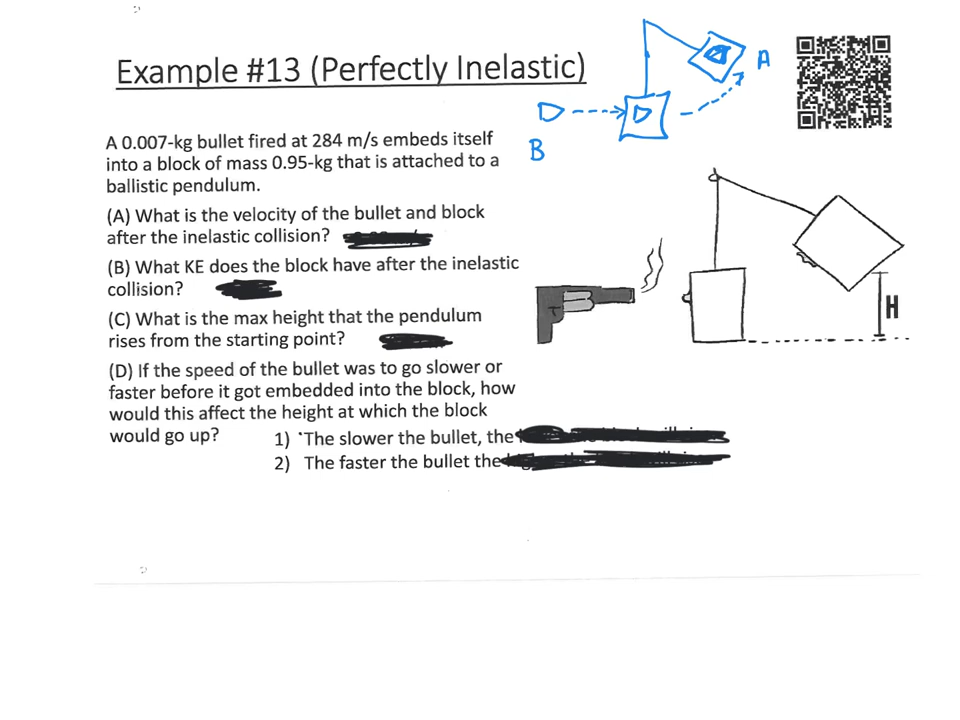 Example #13 (Perfectly Inelastic)
A
B
A 0.007-kg bullet fired at 284 m/s embeds itself
into a block of mass 0.95-kg that is attached to a
ballistic pendulum.
(A) What is the velocity of the bullet and block
after the inelastic collision?
(B) What KE does the block have after the inelastic
collision?
(C) What is the max height that the pendulum
rises from the starting point?
H
(D) If the speed of the bullet was to go slower or
faster before it got embedded into the block, how
would this affect the height at which the block
would go up?
1) The slower the bullet, the
2) The faster the bullet the